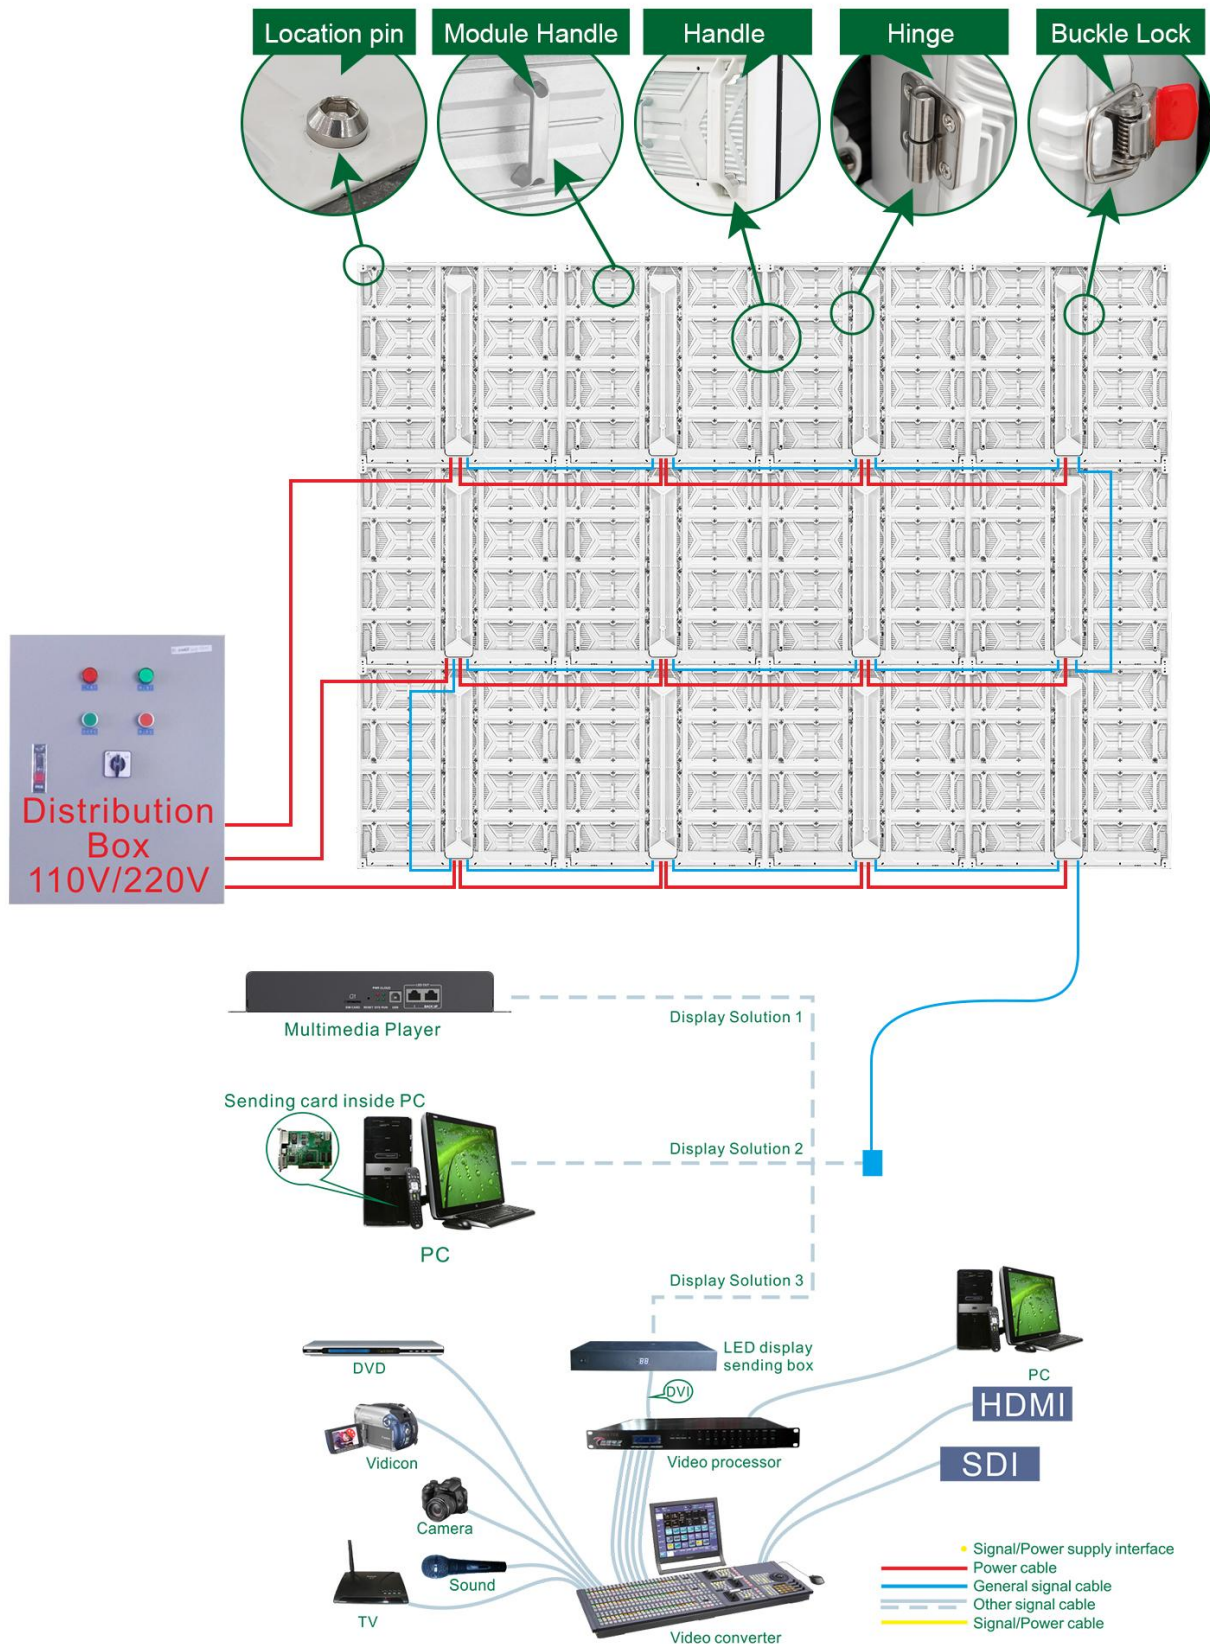 Location pin
Module Handle
Handle
Hinge
Buckle Lock
Distribution
Box
110V/220V
Multimedia Player
Display Solution 1
Sending card inside PC
Display Solution 2
PC
Display Solution 3
LED display
sending box
DVD
DVI
PC
HDMI
Vidicon
Video processor
SDI
Camera
Sound
TV
Video converter
Signal/Power supply interface
Power cable
General signal cable
Other signal cable
Signal/Power cable